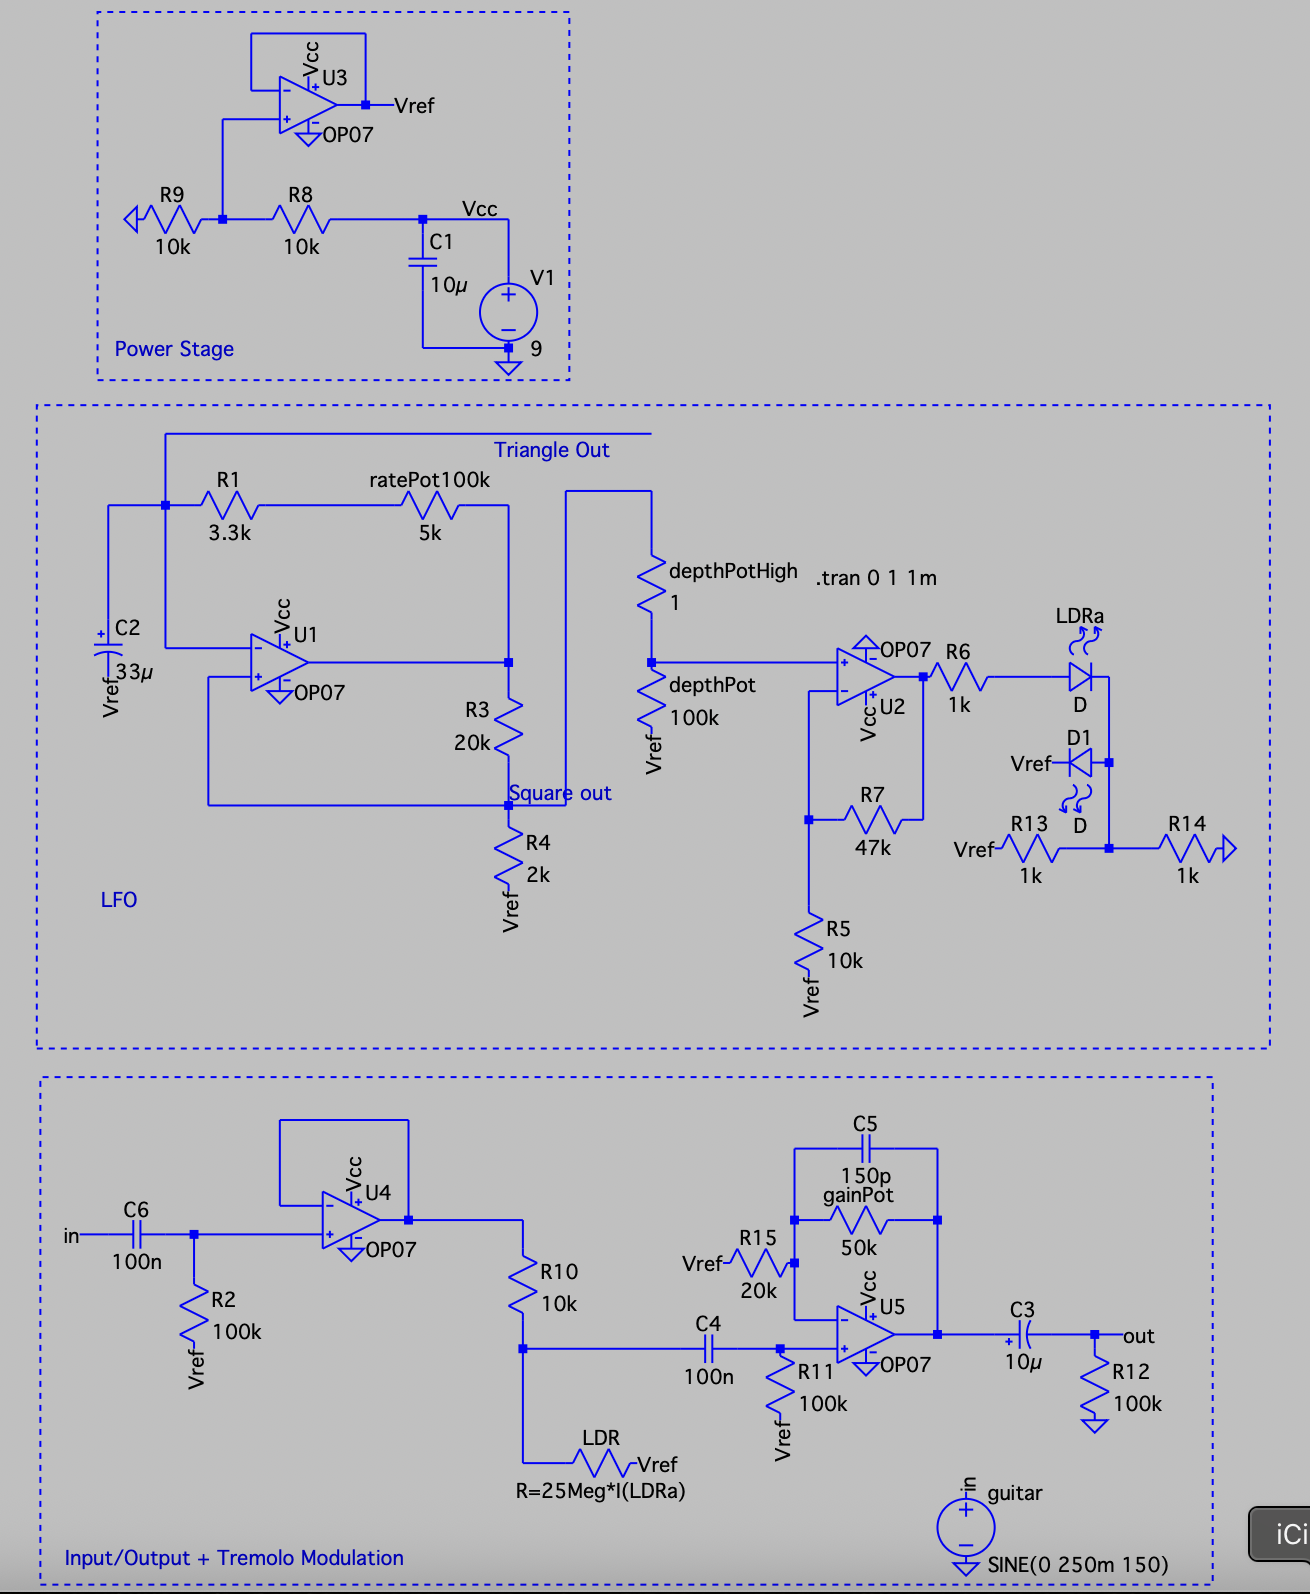 Vcc
U3
Vref
OP07
R9
R8
Vcc
10k
10k
C1
10µ
V1
9
Power Stage
Triangle Out
R1
ratePot100k
3.3k
5k
depthPotHigh
.tran 0 1 1m
1
C2
33µ
Vref
Vcc
U1
OP07
LDRa
OP07
R6
depthPot
100k
Vref
1k
D
Vcc
U2
R3
20k
D1
Vref
D
Square out
R7
47k
R13
R14
Vref
1k
1k
R4
2k
Vref
LFO
R5
10k
Vref
C5
150p
gainPot
50k
Vcc
U4
OP07
C6
in
100n
R15
Vref
20k
R2
100k
Vref
R10
10k
Vcc
U5
OP07
C4
100n
C3
10µ
out
R11
100k
Vref
R12
100k
LDR
Vref
R=25Meg*I(LDRa)
in
guitar
SINE(0 250m 150)
Input/Output + Tremolo Modulation
iCi